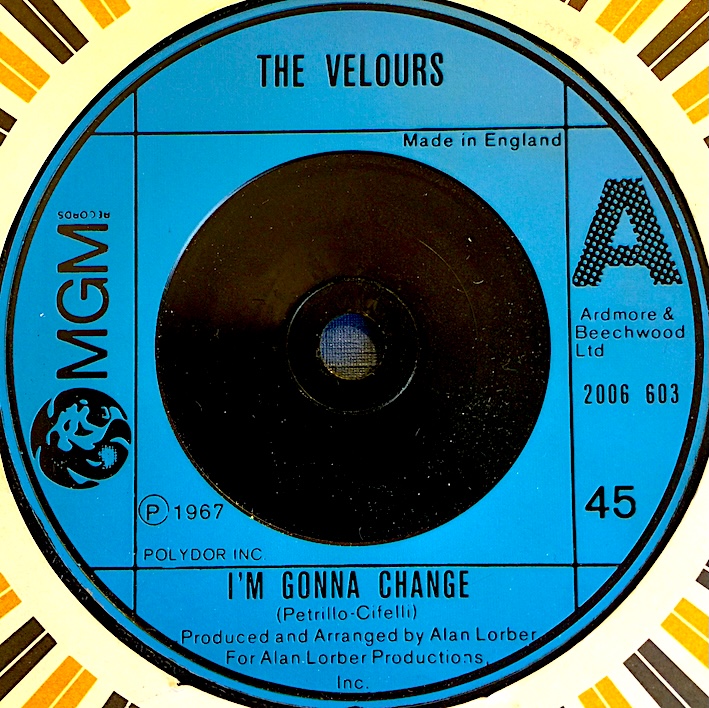 THE VELOURS
Made in England
MGM
RECORDS
A
Ardmore &
Beechwood
Ltd
2006 603
45
Ⓟ 1967
POLYDOR INC.
I'M GONNA CHANGE
(Petrillo-Cifelli)
Produced and Arranged by Alan Lorber
For Alan Lorber Productions,
Inc.